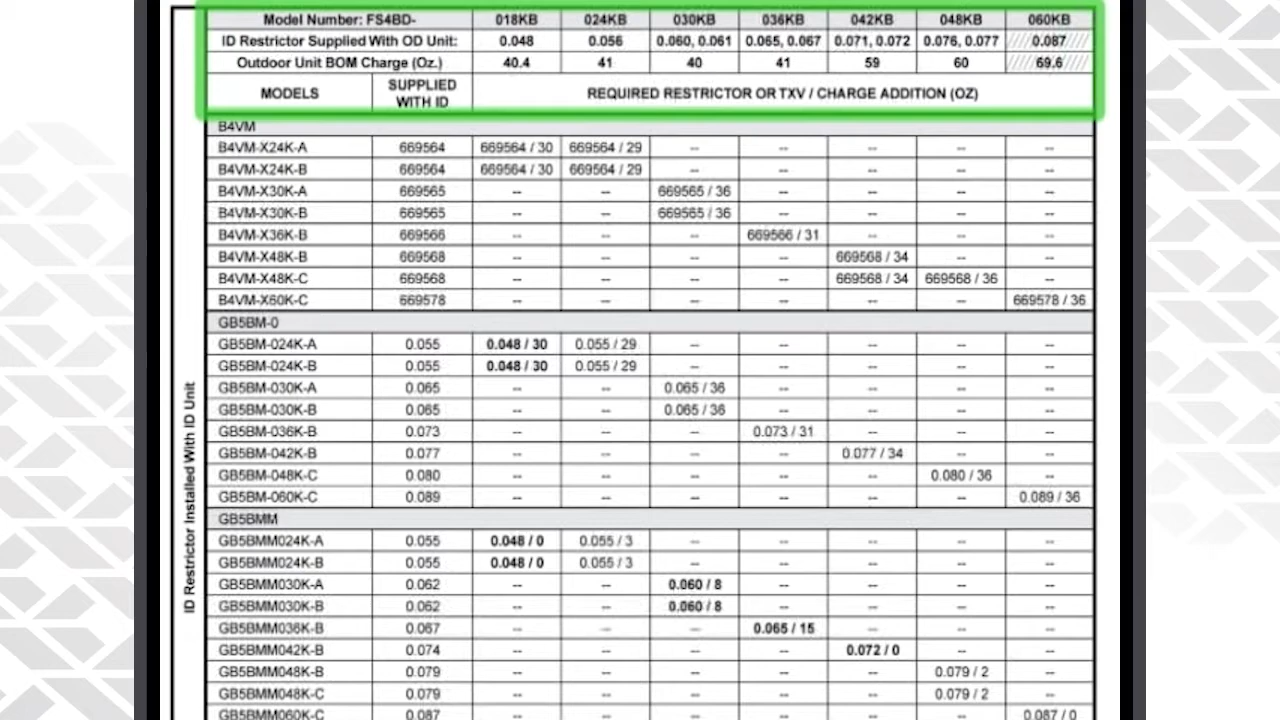 Model Number: FS4BD- 018KB 024KB 030KB 036KB 042KB 048KB 060KB
ID Restrictor Supplied With OD Unit: 0.048 0.056 0.060, 0.061 0.065, 0.067 0.071, 0.072 0.076, 0.077 0.087
Outdoor Unit BOM Charge (Oz.) 40.4 41 40 41 59 60 69.6
MODELS SUPPLIED WITH ID REQUIRED RESTRICTOR OR TXV / CHARGE ADDITION (OZ)
ID Restrictor Installed With ID Unit
B4VM
B4VM-X24K-A 669564 669564 / 30 669564 / 29 -- -- -- -- --
B4VM-X24K-B 669564 669564 / 30 669564 / 29 -- -- -- -- --
B4VM-X30K-A 669565 -- -- 669565 / 36 -- -- -- --
B4VM-X30K-B 669565 -- -- 669565 / 36 -- -- -- --
B4VM-X36K-B 669566 -- -- -- 669566 / 31 -- -- --
B4VM-X48K-B 669568 -- -- -- -- 669568 / 34 -- --
B4VM-X48K-C 669568 -- -- -- -- 669568 / 34 669568 / 36 --
B4VM-X60K-C 669578 -- -- -- -- -- -- 669578 / 36
GB5BM-0
GB5BM-024K-A 0.055 0.048 / 30 0.055 / 29 -- -- -- -- --
GB5BM-024K-B 0.055 0.048 / 30 0.055 / 29 -- -- -- -- --
GB5BM-030K-A 0.065 -- -- 0.065 / 36 -- -- -- --
GB5BM-030K-B 0.065 -- -- 0.065 / 36 -- -- -- --
GB5BM-036K-B 0.073 -- -- -- 0.073 / 31 -- -- --
GB5BM-042K-B 0.077 -- -- -- -- 0.077 / 34 -- --
GB5BM-048K-C 0.080 -- -- -- -- -- 0.080 / 36 --
GB5BM-060K-C 0.089 -- -- -- -- -- -- 0.089 / 36
GB5BMM
GB5BMM024K-A 0.055 0.048 / 0 0.055 / 3 -- -- -- -- --
GB5BMM024K-B 0.055 0.048 / 0 0.055 / 3 -- -- -- -- --
GB5BMM030K-A 0.062 -- -- 0.060 / 8 -- -- -- --
GB5BMM030K-B 0.062 -- -- 0.060 / 8 -- -- -- --
GB5BMM036K-B 0.067 -- -- -- 0.065 / 15 -- -- --
GB5BMM042K-B 0.074 -- -- -- -- 0.072 / 0 -- --
GB5BMM048K-B 0.079 -- -- -- -- -- 0.079 / 2 --
GB5BMM048K-C 0.079 -- -- -- -- -- 0.079 / 2 --
GB5BMM060K-C 0.087 -- -- -- -- -- -- 0.087 / 0